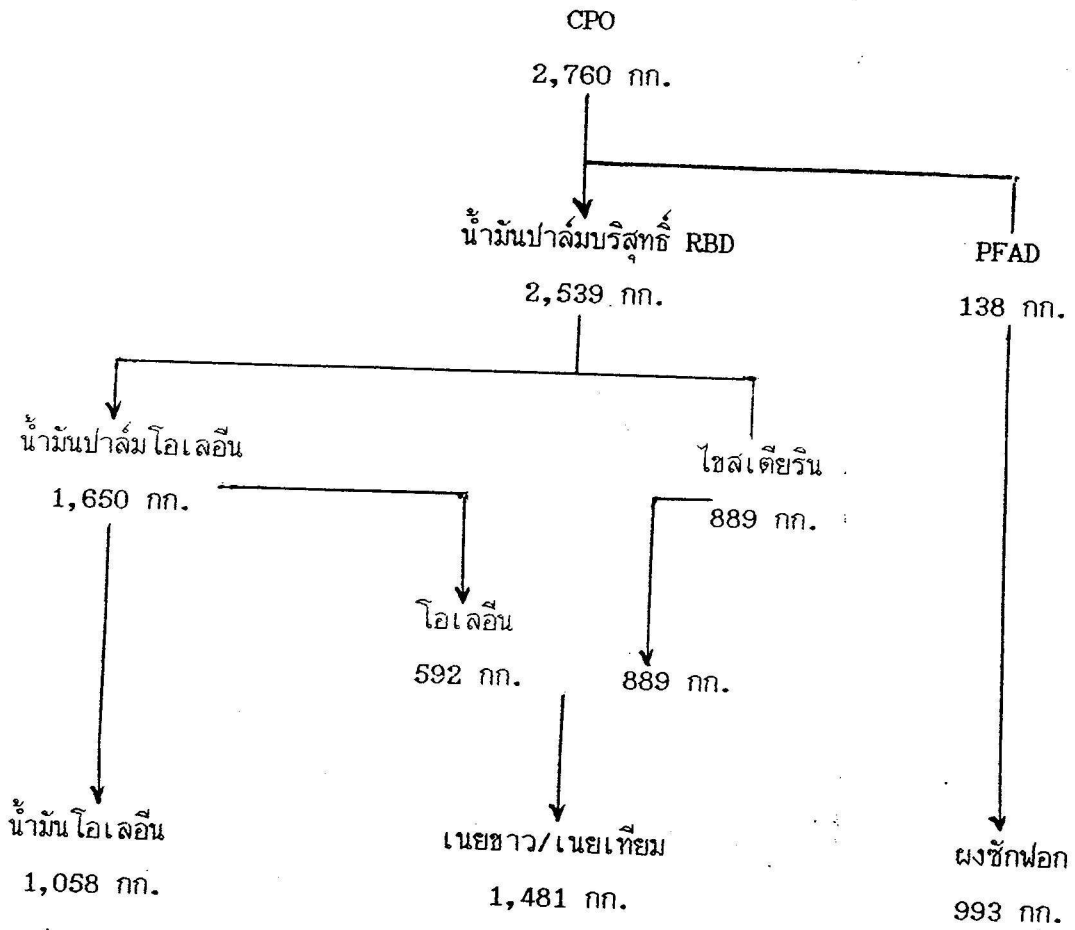 CPO
2,760 กก.
น้ำมันปาล์มบริสุทธิ์ RBD
2,539 กก.
PFAD
138 กก.
น้ำมันปาล์มโอเลอีน
1,650 กก.
ไขสเตียริน
889 กก.
โอเลอีน
592 กก.
889 กก.
น้ำมันโอเลอีน
1,058 กก.
เนยขาว/เนยเทียม
1,481 กก.
ผงซักฟอก
993 กก.